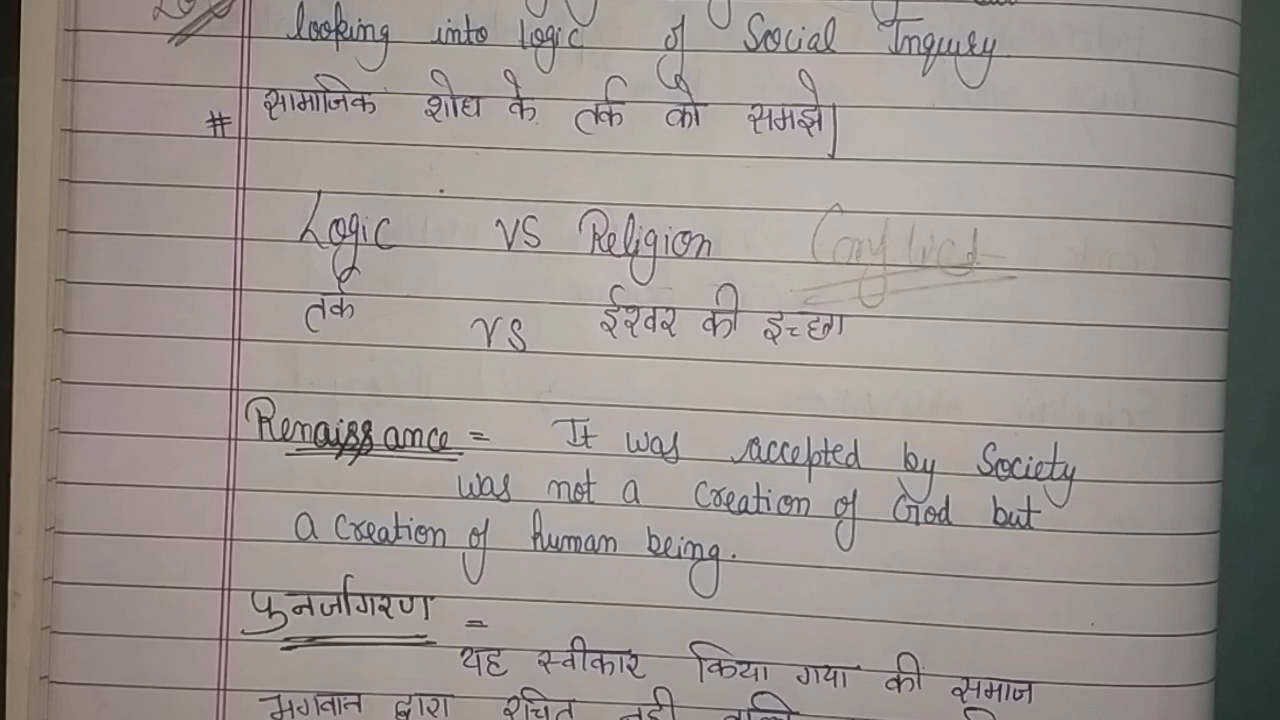 looking into Logic of Social Inquiry
# सामाजिक शोध के तर्क को समझे|
Logic vs Religion Conflict
तर्क vs ईश्वर की इच्छा
Renaissance = It was accepted by Society
was not a creation of God but
a creation of human being.
पुनर्जागरण =
यह स्वीकार किया गया की समाज
भगवान द्वारा रचित नही